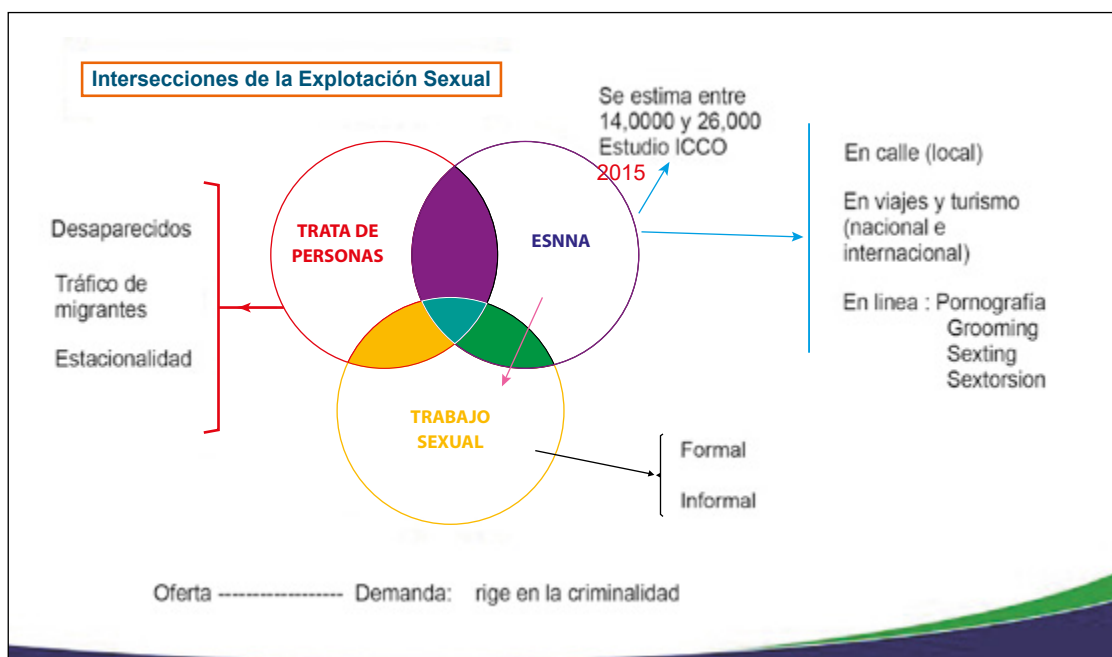 Intersecciones de la Explotación Sexual
Se estima entre
14,0000 y 26,000
Estudio ICCO
2015
En calle (local)
En viajes y turismo
(nacional e
internacional)
En linea : Pornografía
Grooming
Sexting
Sextorsion
Desaparecidos
Tráfico de
migrantes
Estacionalidad
TRATA DE
PERSONAS
ESNNA
TRABAJO
SEXUAL
Formal
Informal
Oferta ------------------ Demanda: rige en la criminalidad